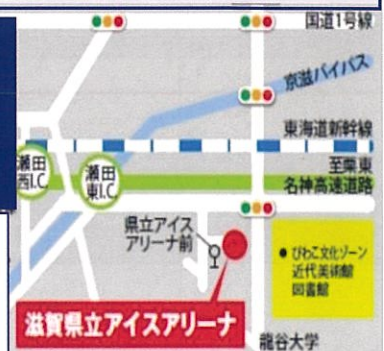 国道1号線
京滋バイパス
東海道新幹線
瀬田
西I.C.
瀬田
東I.C.
至栗東
名神高速道路
県立アイス
アリーナ前
● びわこ文化ゾーン
近代美術館
図書館
滋賀県立アイスアリーナ
龍谷大学